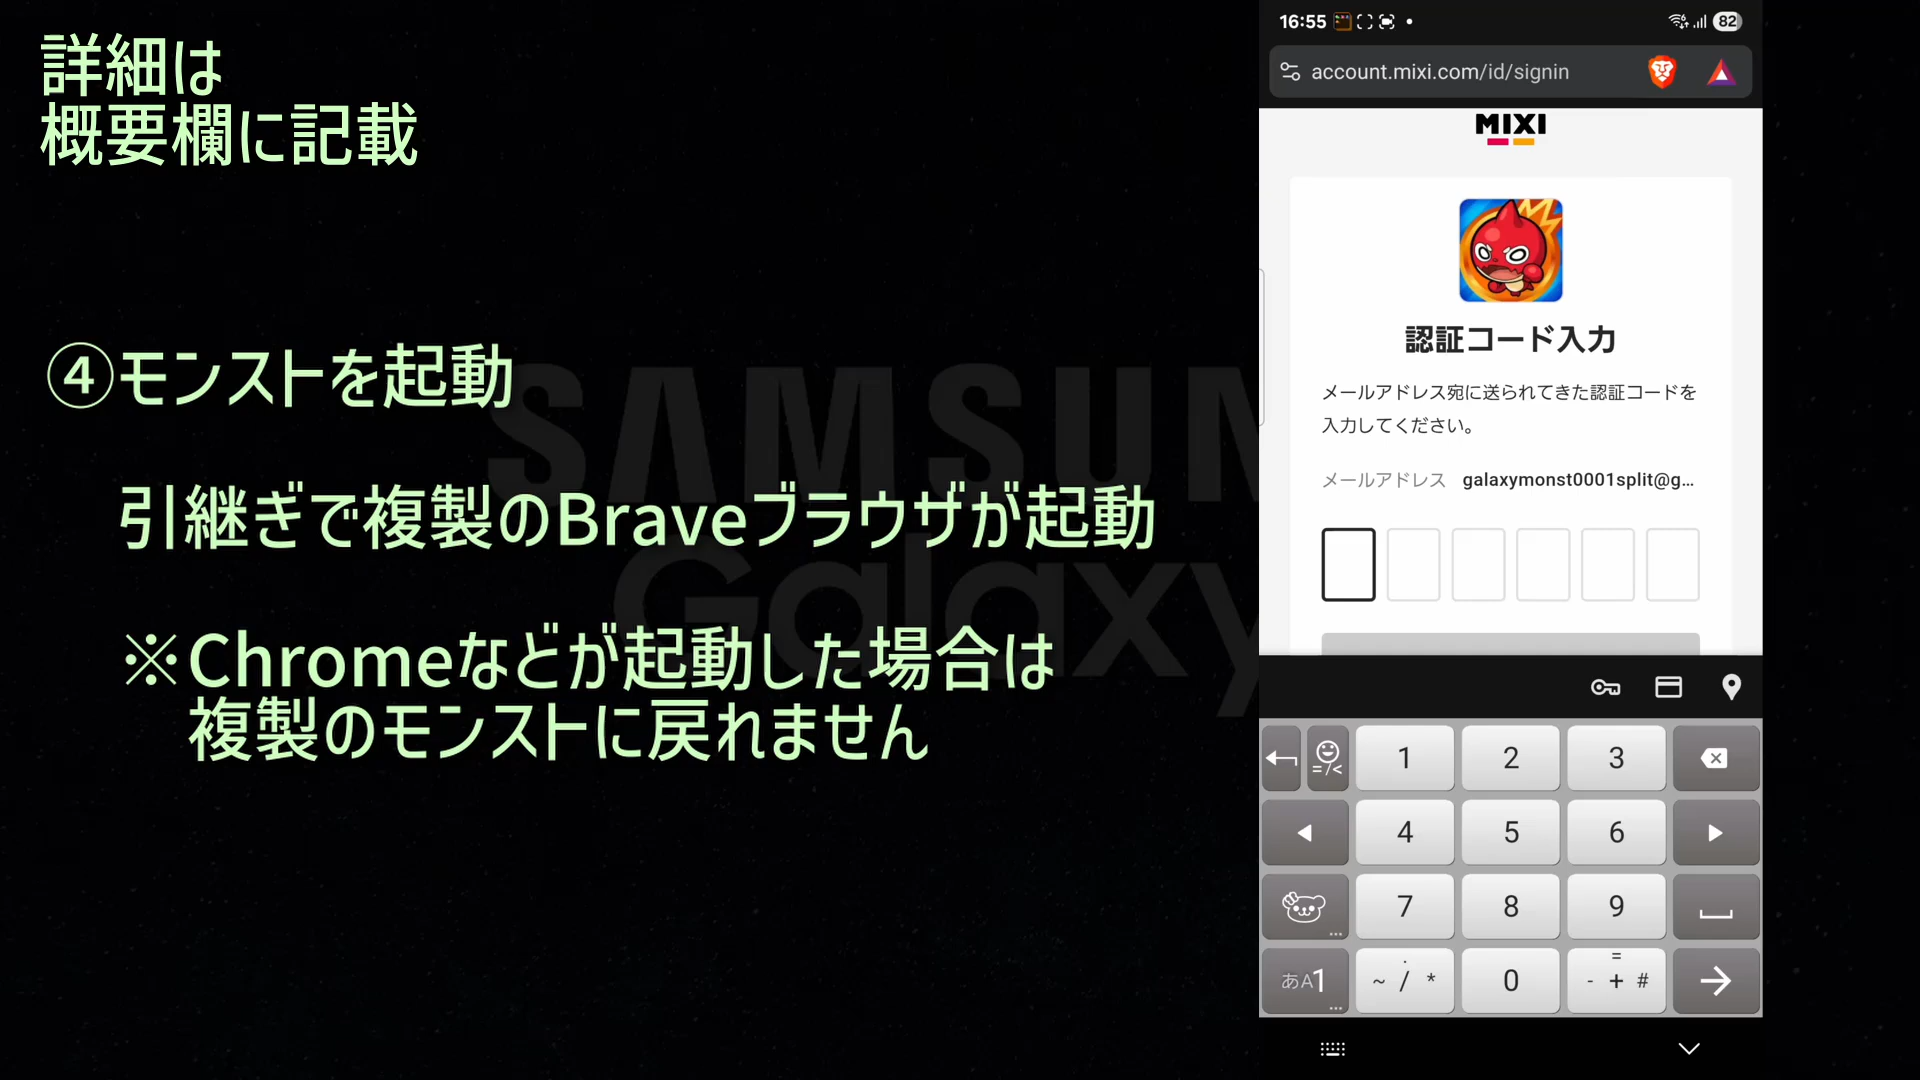 詳細は
概要欄に記載
④モンストを起動
引継ぎで複製のBraveブラウザが起動
※Chromeなどが起動した場合は
複製のモンストに戻れません
SAMSUN
Galaxy
16:55
82
account.mixi.com/id/signin
MIXI
認証コード入力
メールアドレス宛に送られてきた認証コードを
入力してください。
メールアドレス galaxymonst0001split@g...
=/<
1 2 3
4 5 6
7 8 9
あA1 ~ / * 0 - + # =